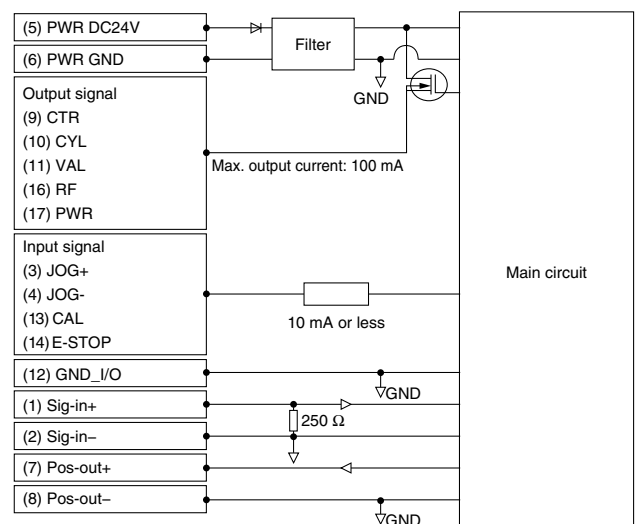 (5) PWR DC24V
Filter
(6) PWR GND
GND
Output signal
(9) CTR
(10) CYL
(11) VAL
(16) RF
(17) PWR
Max. output current: 100 mA
Input signal
(3) JOG+
(4) JOG-
(13) CAL
(14) E-STOP
10 mA or less
Main circuit
(12) GND_I/O
GND
(1) Sig-in+
250 Ω
(2) Sig-in−
(7) Pos-out+
(8) Pos-out−
GND